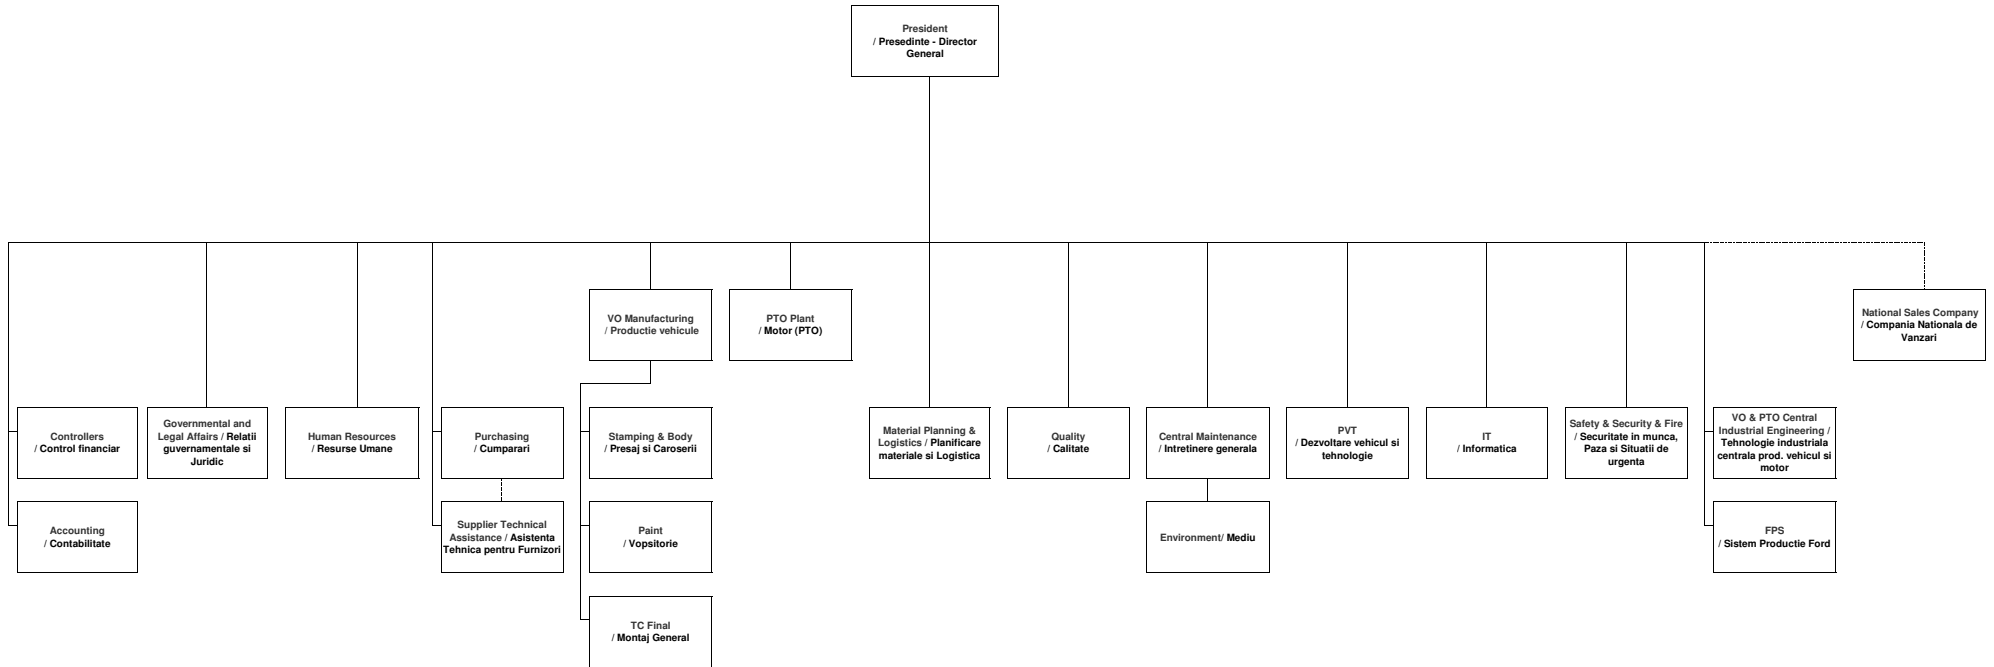 President
/ Presedinte - Director
General
VO Manufacturing
/ Productie vehicule
PTO Plant
/ Motor (PTO)
National Sales Company
/ Compania Nationala de
Vanzari
Controllers
/ Control financiar
Governmental and
Legal Affairs / Relatii
guvernamentale si
Juridic
Human Resources
/ Resurse Umane
Purchasing
/ Cumparari
Stamping & Body
/ Presaj si Caroserii
Material Planning &
Logistics / Planificare
materiale si Logistica
Quality
/ Calitate
Central Maintenance
/ Intretinere generala
PVT
/ Dezvoltare vehicul si
tehnologie
IT
/ Informatica
Safety & Security & Fire
/ Securitate in munca,
Paza si Situatii de
urgenta
VO & PTO Central
Industrial Engineering /
Tehnologie industriala
centrala prod. vehicul si
motor
Accounting
/ Contabilitate
Supplier Technical
Assistance / Asistenta
Tehnica pentru Furnizori
Paint
/ Vopsitorie
Environment/ Mediu
FPS
/ Sistem Productie Ford
TC Final
/ Montaj General